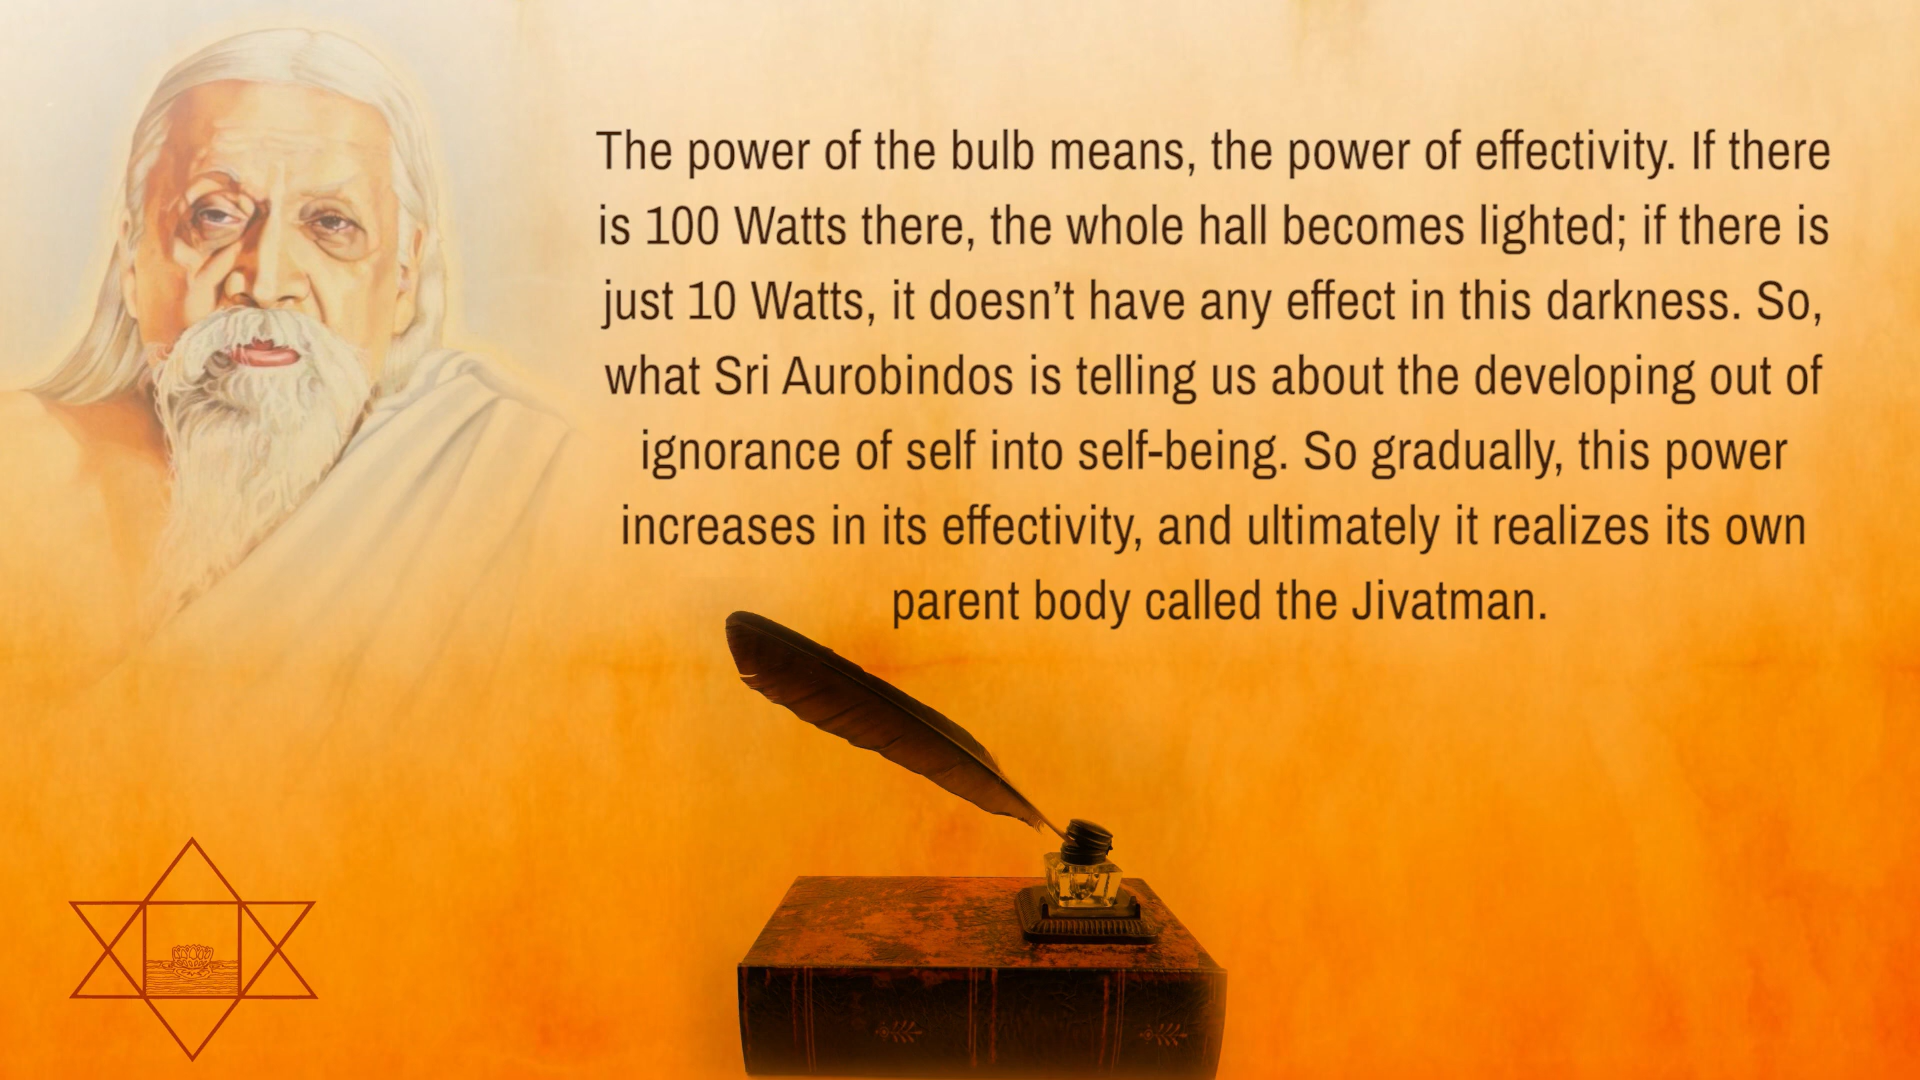 The power of the bulb means, the power of effectivity. If there
is 100 Watts there, the whole hall becomes lighted; if there is
just 10 Watts, it doesn’t have any effect in this darkness. So,
what Sri Aurobindos is telling us about the developing out of
ignorance of self into self-being. So gradually, this power
increases in its effectivity, and ultimately it realizes its own
parent body called the Jivatman.